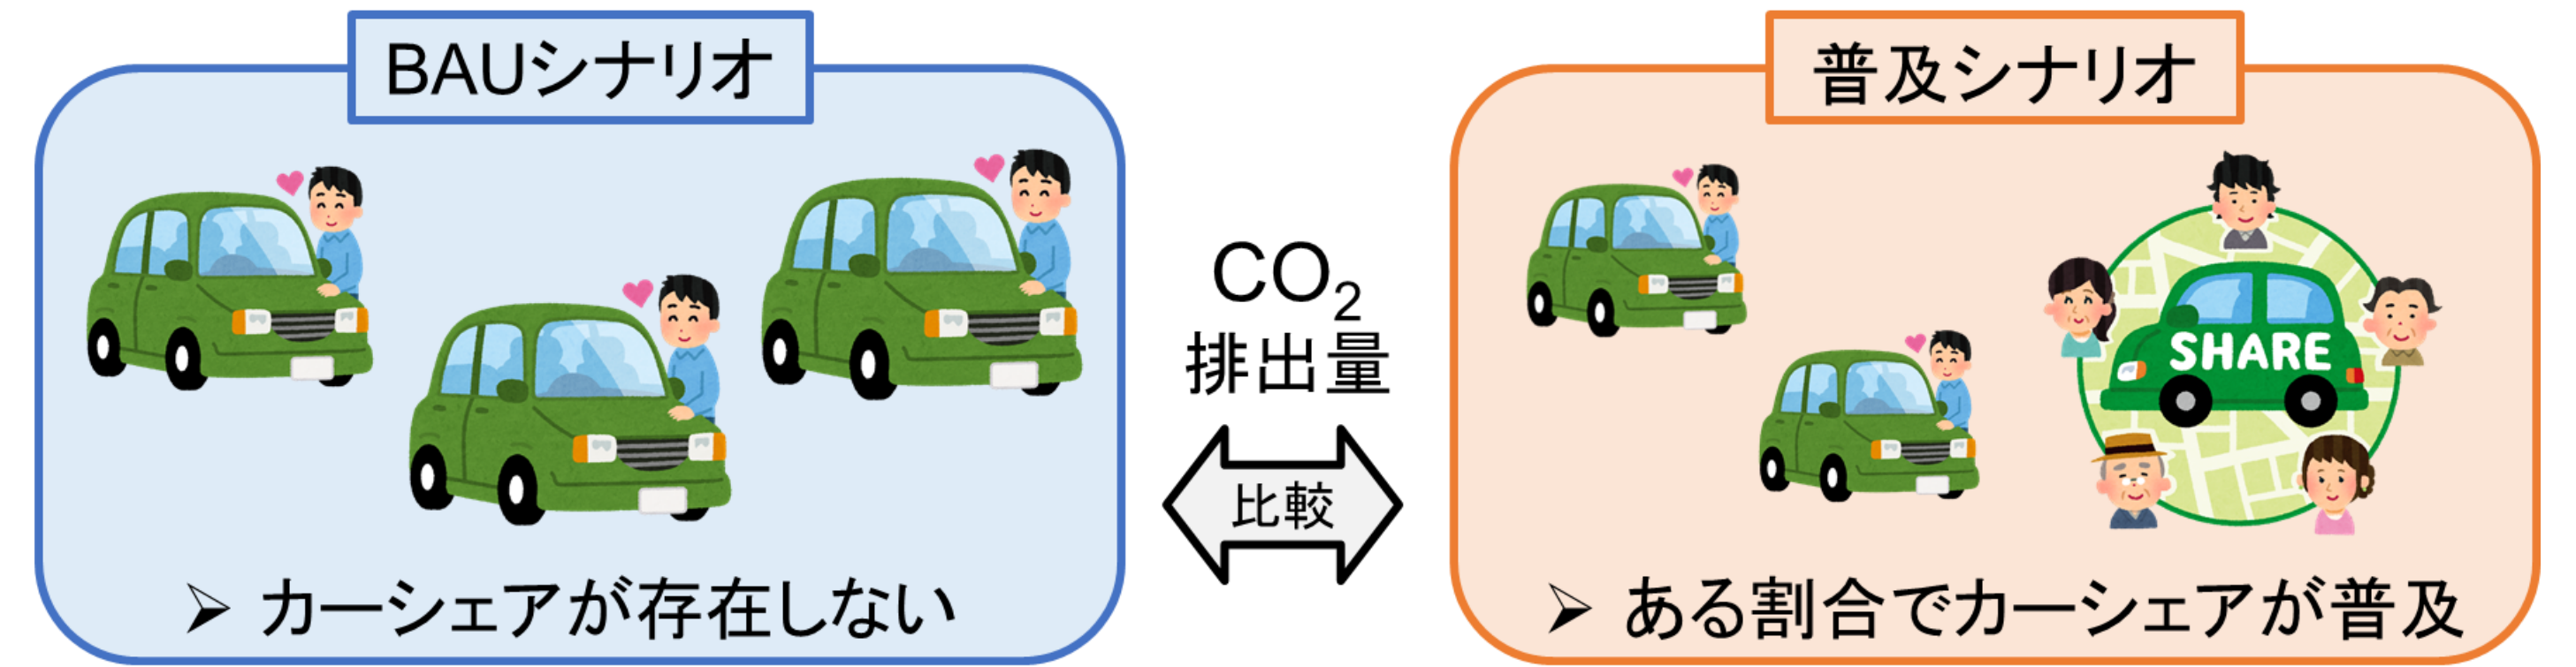 BAUシナリオ
➢ カーシェアが存在しない
CO₂
排出量
比較
普及シナリオ
SHARE
➢ ある割合でカーシェアが普及